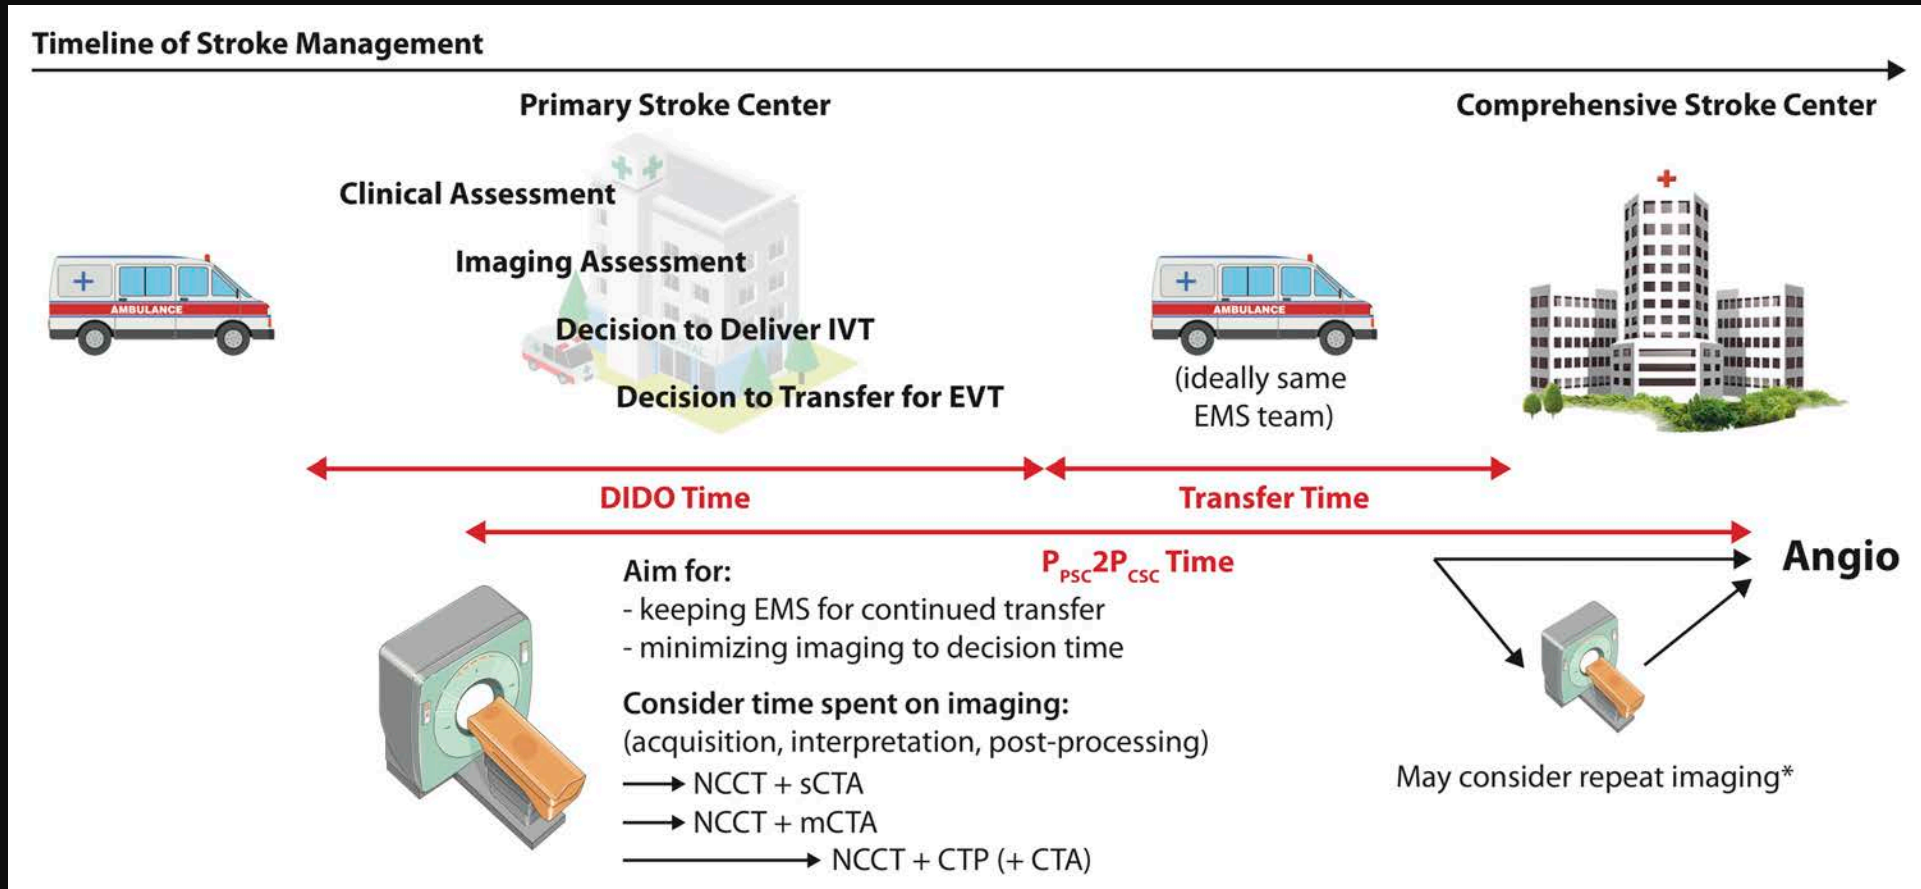 Timeline of Stroke Management
Primary Stroke Center
Comprehensive Stroke Center
Clinical Assessment
Imaging Assessment
Decision to Deliver IVT
Decision to Transfer for EVT
AMBULANCE
AMBULANCE
(ideally same
EMS team)
DIDO Time
Transfer Time
PPSC2PCSC Time
Angio
Aim for:
- keeping EMS for continued transfer
- minimizing imaging to decision time
Consider time spent on imaging:
(acquisition, interpretation, post-processing)
NCCT + sCTA
NCCT + mCTA
NCCT + CTP (+ CTA)
May consider repeat imaging*